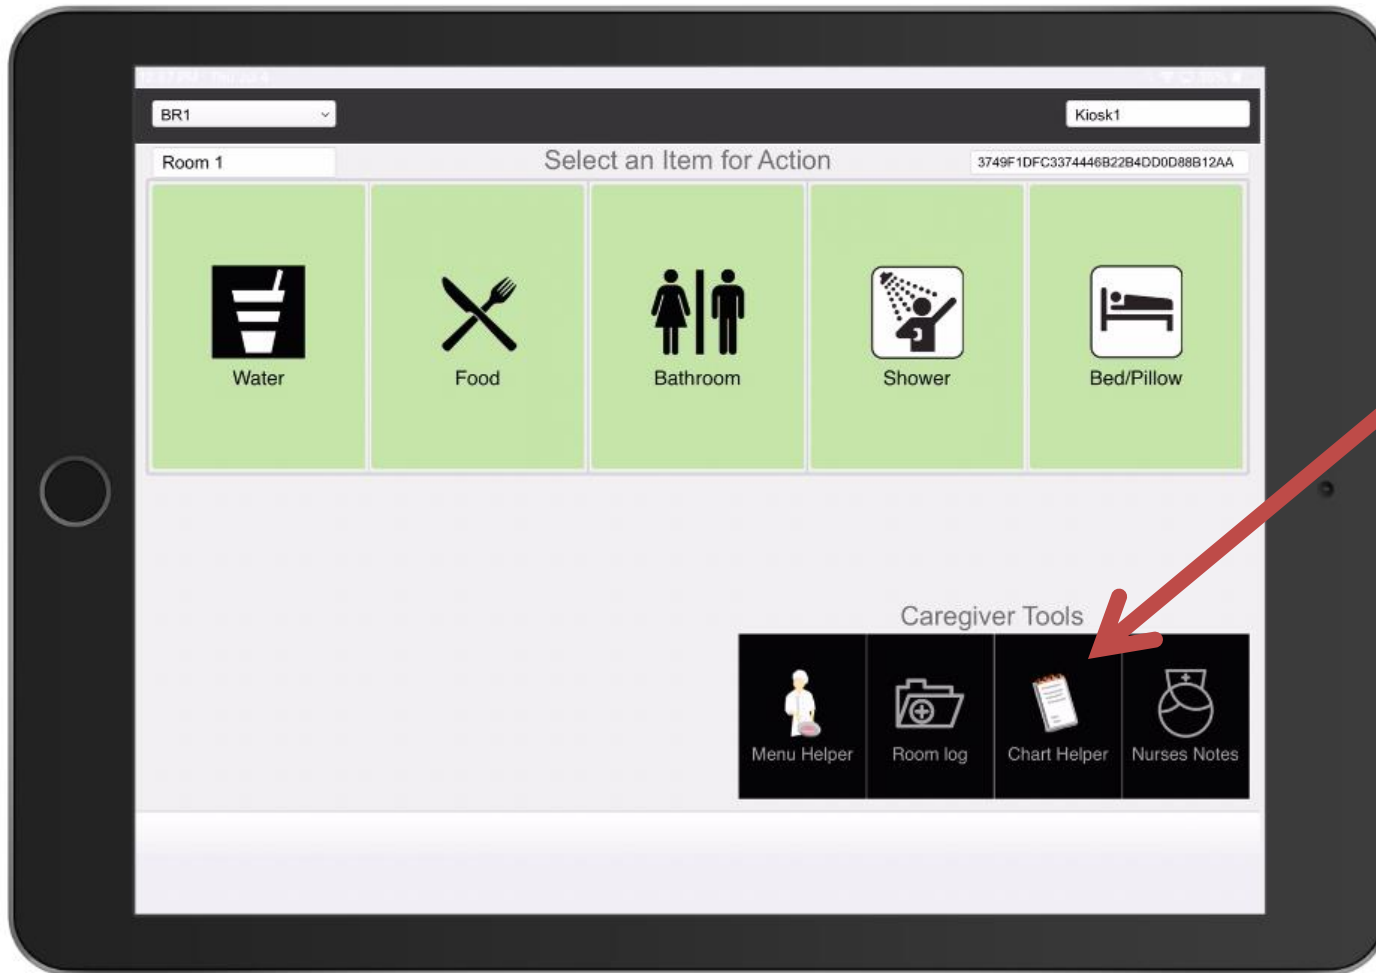 BR1
Kiosk1
Room 1
Select an Item for Action
3749F1DFC3374446B22B4DD0D88B12AA
Water
Food
Bathroom
Shower
Bed/Pillow
Caregiver Tools
Menu Helper
Room log
Chart Helper
Nurses Notes